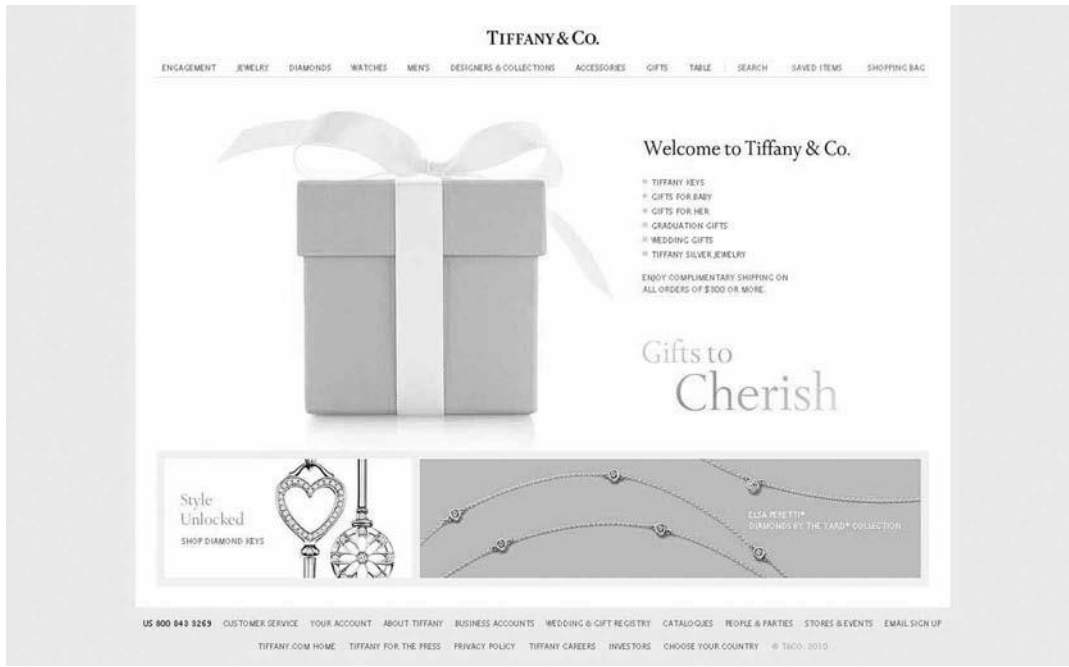 TIFFANY & CO.
ENGAGEMENT JEWELRY DIAMONDS WATCHES MEN'S DESIGNERS & COLLECTIONS ACCESSORIES GIFTS TABLE SEARCH SAVED ITEMS SHOPPING BAG
Welcome to Tiffany & Co.
TIFFANY KEYS
GIFTS FOR BABY
GIFTS FOR HER
GRADUATION GIFTS
WEDDING GIFTS
TIFFANY SILVER JEWELRY
ENJOY COMPLIMENTARY SHIPPING ON
ALL ORDERS OF $300 OR MORE.
Gifts to
Cherish
Style
Unlocked
SHOP DIAMOND KEYS
ELSA PERETTI®
DIAMONDS BY THE YARD® COLLECTION
US 800 843 3269 CUSTOMER SERVICE YOUR ACCOUNT ABOUT TIFFANY BUSINESS ACCOUNTS WEDDING & GIFT REGISTRY CATALOGUES PEOPLE & PARTIES STORES & EVENTS EMAIL SIGN UP
TIFFANY.COM HOME TIFFANY FOR THE PRESS PRIVACY POLICY TIFFANY CAREERS INVESTORS CHOOSE YOUR COUNTRY © T&CO. 2010